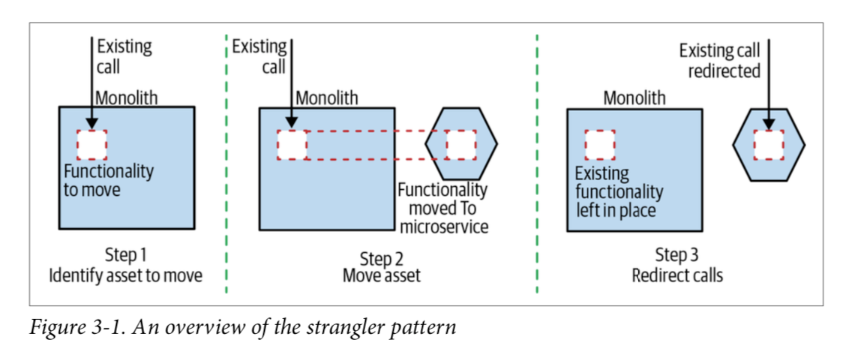 Existing
call
Monolith
Functionality
to move
Step 1
Identify asset to move
Existing
call
Monolith
Functionality
moved To
microservice
Step 2
Move asset
Existing call
redirected
Monolith
Existing
functionality
left in place
Step 3
Redirect calls
Figure 3-1. An overview of the strangler pattern